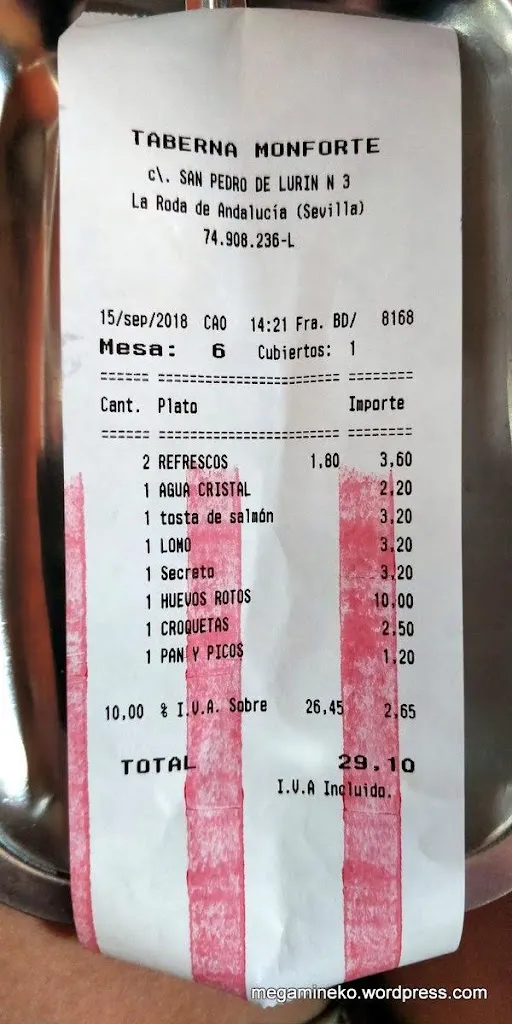 TABERNA MONFORTE
c\. SAN PEDRO DE LURIN N 3
La Roda de Andalucía (Sevilla)
74.908.236-L
15/sep/2018 CAO 14:21 Fra. BD/ 8168
Mesa: 6 Cubiertos: 1
====== ====================== ========
Cant. Plato Importe
====== ====================== ========
2 REFRESCOS 1,80 3,60
1 AGUA CRISTAL 2.20
1 tosta de salmón 3.20
1 LOMO 3.20
1 Secreto 3.20
1 HUEVOS ROTOS 10.00
1 CROQUETAS 2.50
1 PAN Y PICOS 1.20
10,00 % I.V.A. Sobre 26,45 2,65
TOTAL 29.10
I.V.A Incluido.
megamineko.wordpress.com